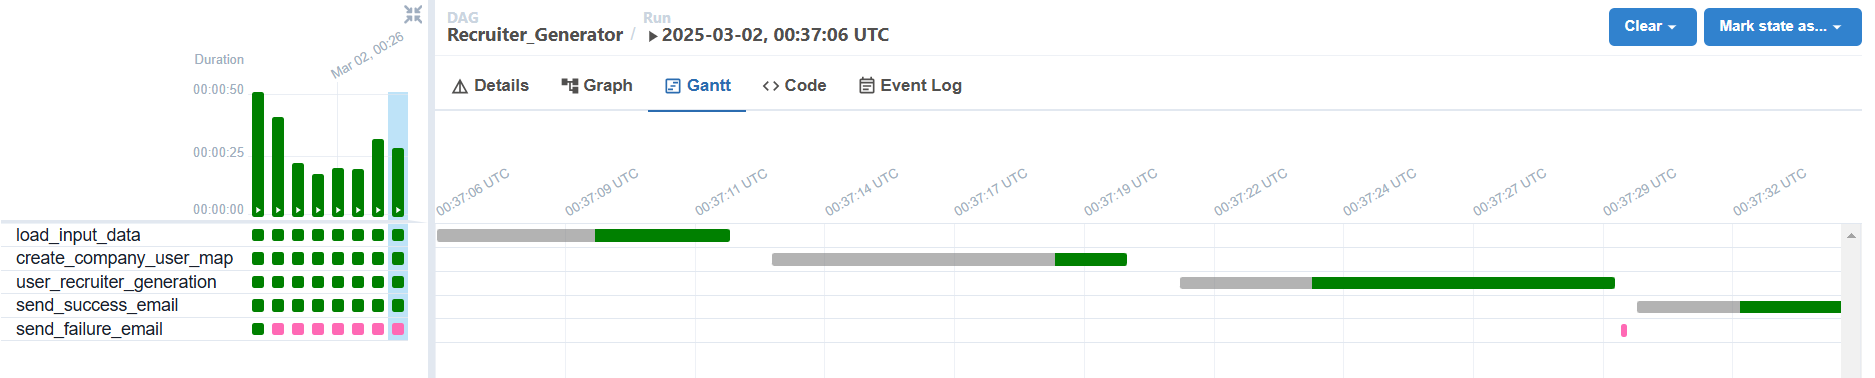 DAG
Run
Recruiter_Generator / 2025-03-02, 00:37:06 UTC
Clear
Mark state as...
Details
Graph
Gantt
Code
Event Log
Duration
Mar 02, 00:26
00:00:50
00:00:25
00:00:00
00:37:06 UTC
00:37:09 UTC
00:37:11 UTC
00:37:14 UTC
00:37:17 UTC
00:37:19 UTC
00:37:22 UTC
00:37:24 UTC
00:37:27 UTC
00:37:29 UTC
00:37:32 UTC
load_input_data
create_company_user_map
user_recruiter_generation
send_success_email
send_failure_email